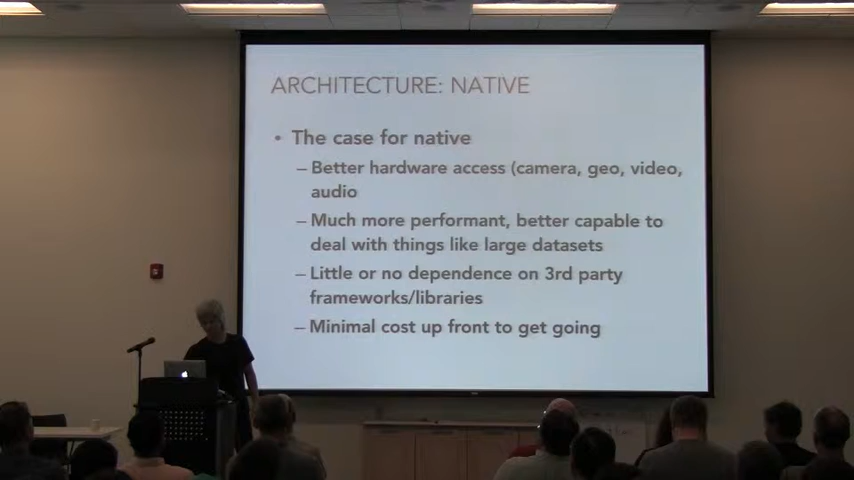 ARCHITECTURE: NATIVE
• The case for native
– Better hardware access (camera, geo, video,
audio
– Much more performant, better capable to
deal with things like large datasets
– Little or no dependence on 3rd party
frameworks/libraries
– Minimal cost up front to get going